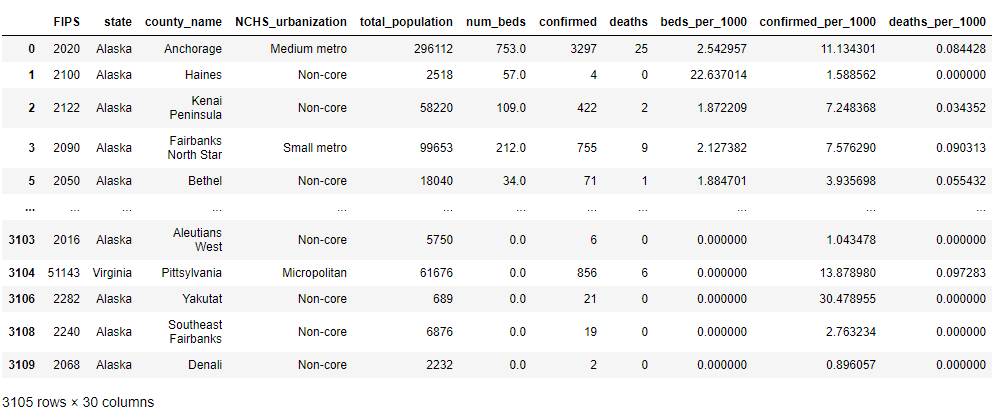 FIPS state county_name NCHS_urbanization total_population num_beds confirmed deaths beds_per_1000 confirmed_per_1000 deaths_per_1000
0 2020 Alaska Anchorage Medium metro 296112 753.0 3297 25 2.542957 11.134301 0.084428
1 2100 Alaska Haines Non-core 2518 57.0 4 0 22.637014 1.588562 0.000000
2 2122 Alaska Kenai Peninsula Non-core 58220 109.0 422 2 1.872209 7.248368 0.034352
3 2090 Alaska Fairbanks North Star Small metro 99653 212.0 755 9 2.127382 7.576290 0.090313
5 2050 Alaska Bethel Non-core 18040 34.0 71 1 1.884701 3.935698 0.055432
... ... ... ... ... ... ... ... ... ... ... ...
3103 2016 Alaska Aleutians West Non-core 5750 0.0 6 0 0.000000 1.043478 0.000000
3104 51143 Virginia Pittsylvania Micropolitan 61676 0.0 856 6 0.000000 13.878980 0.097283
3106 2282 Alaska Yakutat Non-core 689 0.0 21 0 0.000000 30.478955 0.000000
3108 2240 Alaska Southeast Fairbanks Non-core 6876 0.0 19 0 0.000000 2.763234 0.000000
3109 2068 Alaska Denali Non-core 2232 0.0 2 0 0.000000 0.896057 0.000000
3105 rows × 30 columns